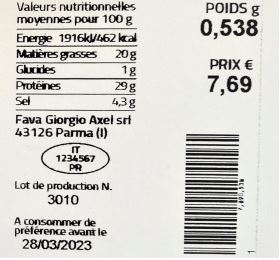 Valeurs nutritionnelles
moyennes pour 100 g
Energie 1916kJ/462 kcal
Matières grasses 20g
Glucides 1g
Protéines 29g
Sel 4,3g
Fava Giorgio Axel srl
43126 Parma (I)
IT
1234567
PR
Lot de production N.
3010
A consommer de
préférence avant le
28/03/2023
POIDS g
0,538
PRIX €
7,69
1